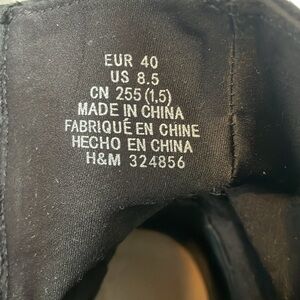 EUR 40
US 8.5
CN 255 (1,5)
MADE IN CHINA
FABRIQUÉ EN CHINE
HECHO EN CHINA
H&M 324856